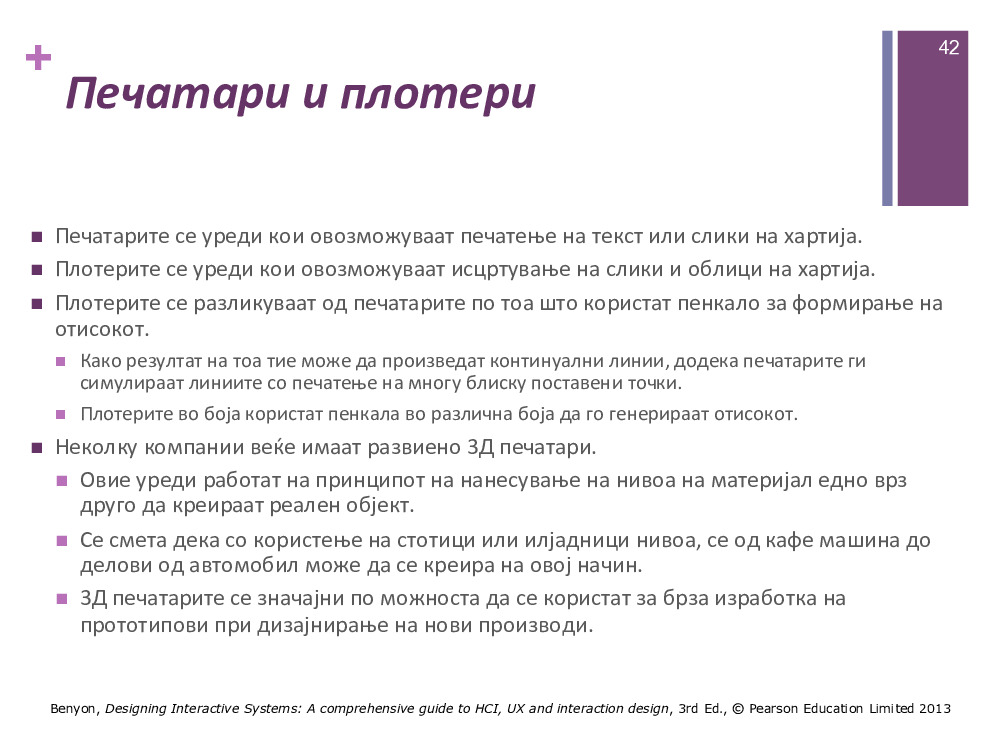 42
+
Печатари и плотери
Печатарите се уреди кои овозможуваат печатење на текст или слики на хартија.
Плотерите се уреди кои овозможуваат исцртување на слики и облици на хартија.
Плотерите се разликуваат од печатарите по тоа што користат пенкало за формирање на
отисокот.
Како резултат на тоа тие може да произведат континуални линии, додека печатарите ги
симулираат линиите со печатење на многу блиску поставени точки.
Плотерите во боја користат пенкала во различна боја да го генерираат отисокот.
Неколку компании веќе имаат развиено 3Д печатари.
Овие уреди работат на принципот на нанесување на нивоа на материјал едно врз
друго да креираат реален објект.
Се смета дека со користење на стотици или илјадници нивоа, се од кафе машина до
делови од автомобил може да се креира на овој начин.
3Д печатарите се значајни по можноста да се користат за брза изработка на
прототипови при дизајнирање на нови производи.
Benyon, Designing Interactive Systems: A comprehensive guide to HCI, UX and interaction design, 3rd Ed., © Pearson Education Limited 2013